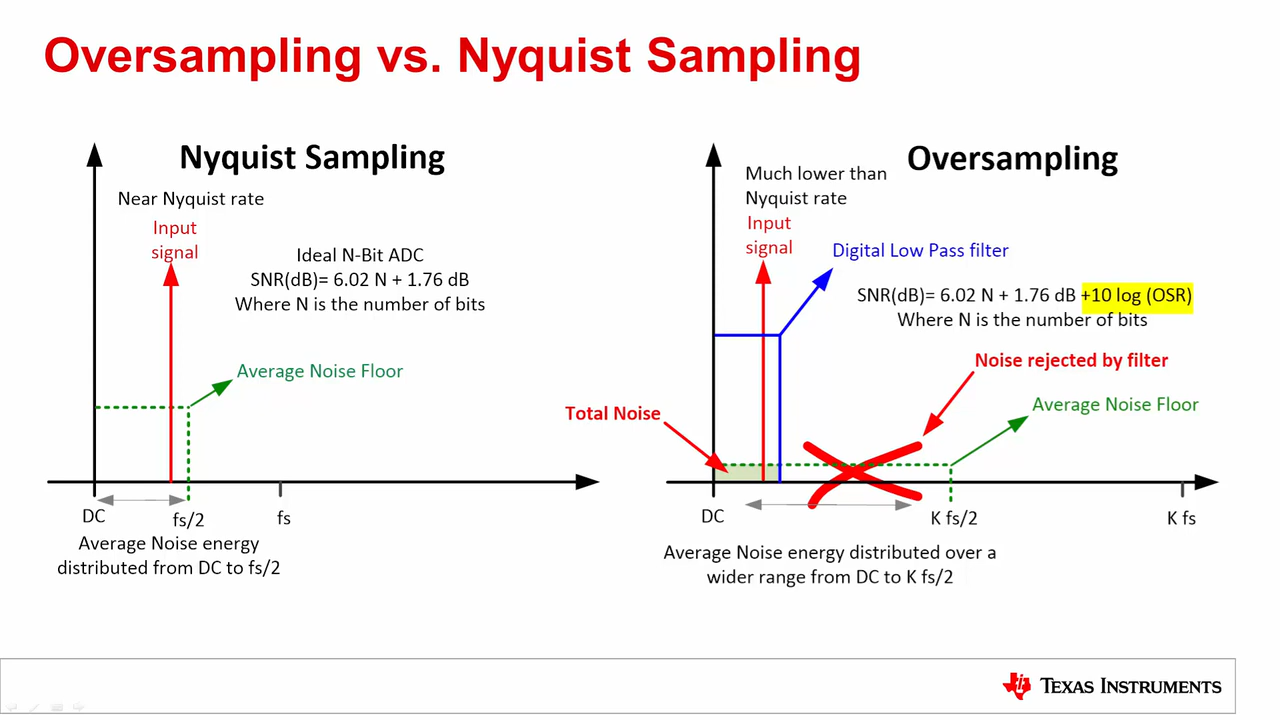 Oversampling vs. Nyquist Sampling
Nyquist Sampling
Near Nyquist rate
Input
signal
Ideal N-Bit ADC
SNR(dB)= 6.02 N + 1.76 dB
Where N is the number of bits
Average Noise Floor
DC
fs/2
fs
Average Noise energy
distributed from DC to fs/2
Oversampling
Much lower than
Nyquist rate
Input
signal
Digital Low Pass filter
SNR(dB)= 6.02 N + 1.76 dB +10 log (OSR)
Where N is the number of bits
Noise rejected by filter
Average Noise Floor
Total Noise
DC
K fs/2
K fs
Average Noise energy distributed over a
wider range from DC to K fs/2
TEXAS INSTRUMENTS